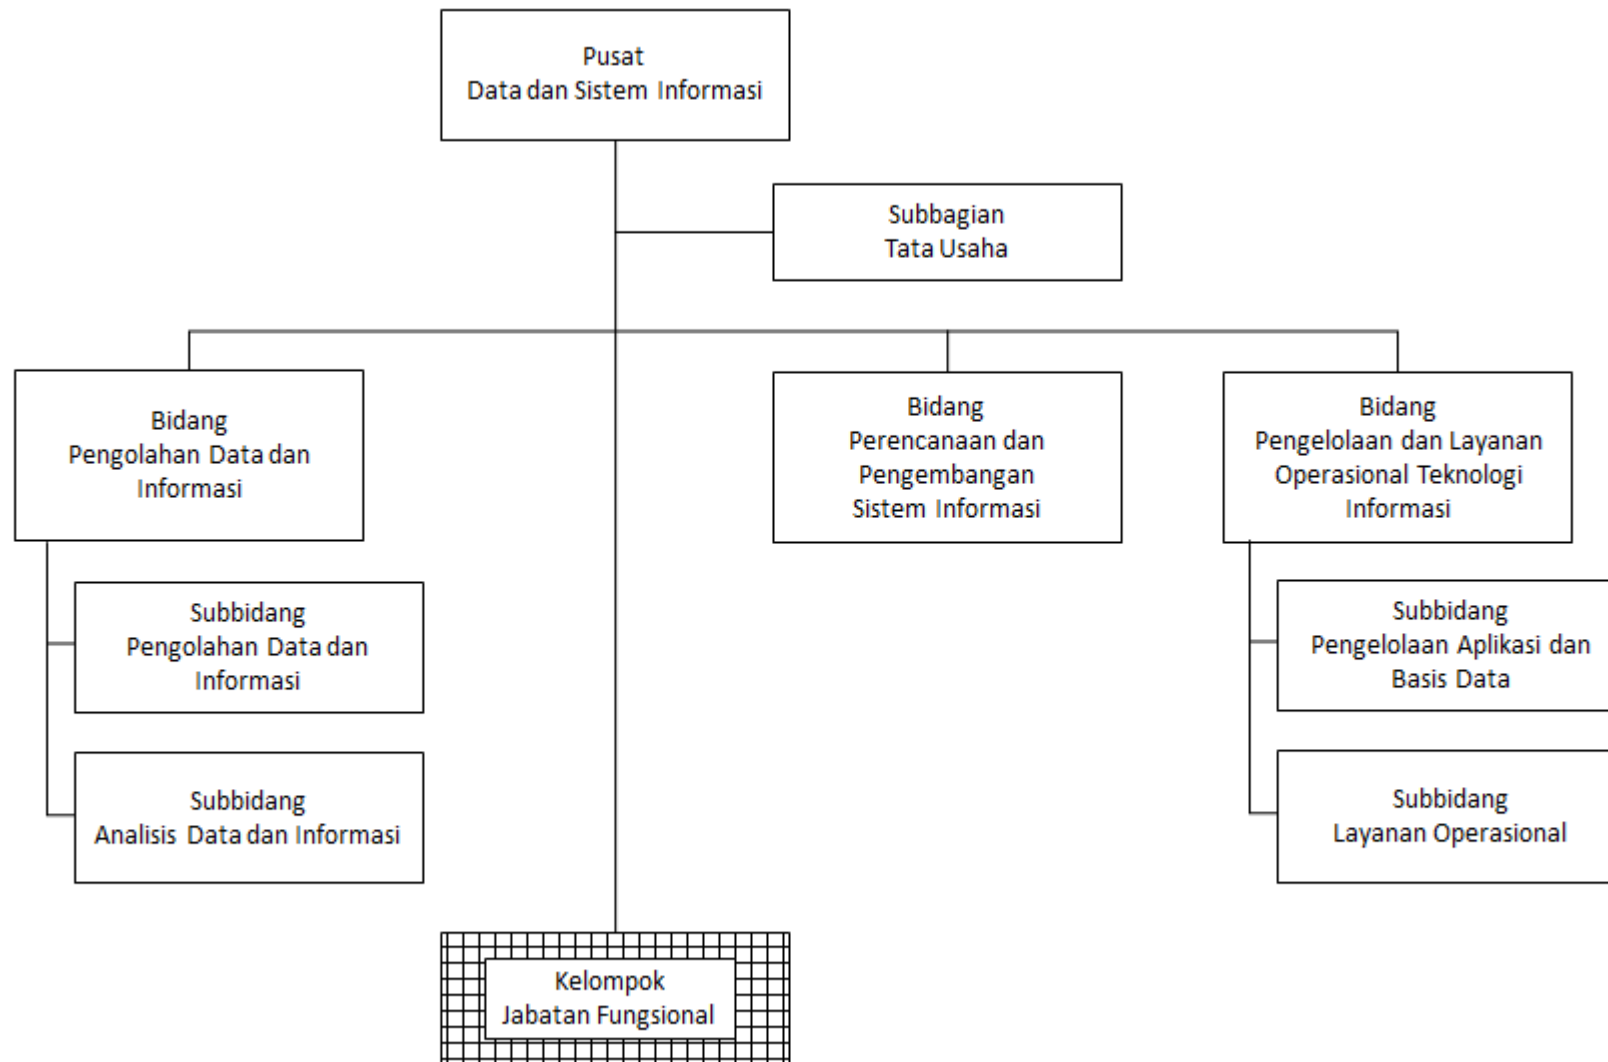 Pusat
Data dan Sistem Informasi
Subbagian
Tata Usaha
Bidang
Pengolahan Data dan
Informasi
Bidang
Perencanaan dan
Pengembangan
Sistem Informasi
Bidang
Pengelolaan dan Layanan
Operasional Teknologi
Informasi
Subbidang
Pengolahan Data dan
Informasi
Subbidang
Analisis Data dan Informasi
Subbidang
Pengelolaan Aplikasi dan
Basis Data
Subbidang
Layanan Operasional
Kelompok
Jabatan Fungsional